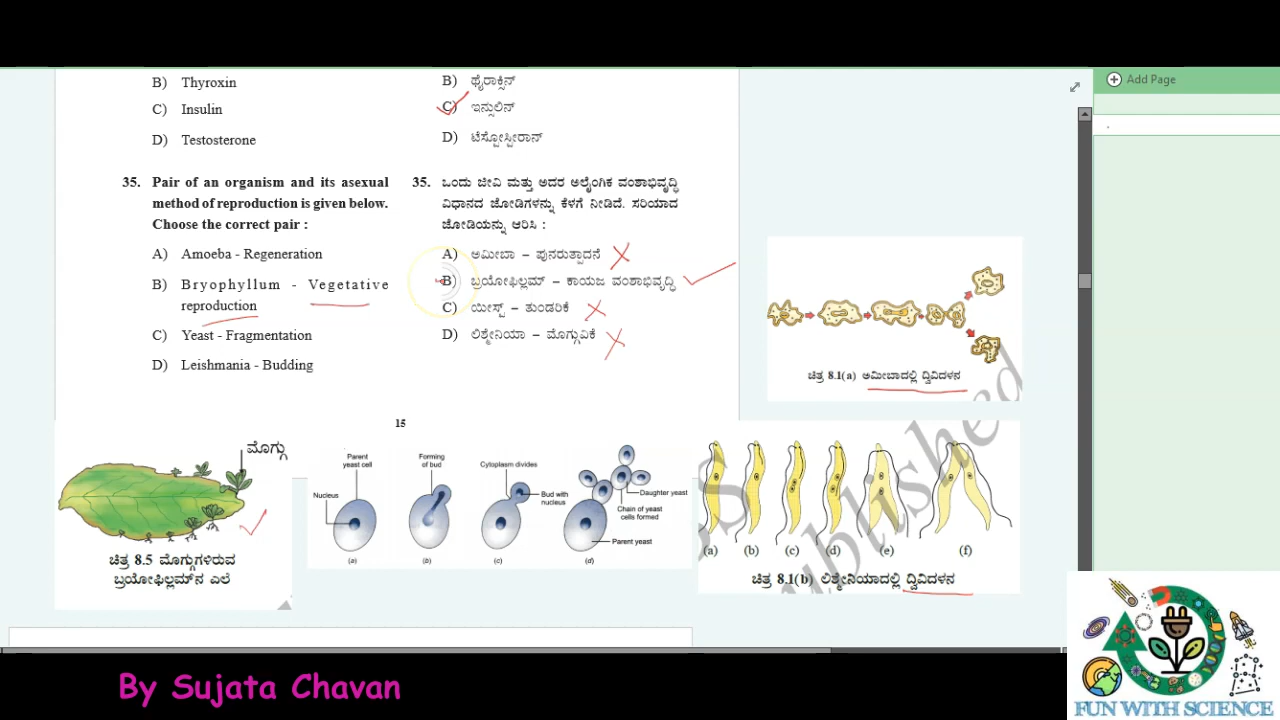 B) Thyroxin
C) Insulin
D) Testosterone
B) ಥೈರಾಕ್ಸಿನ್
C) ಇನ್ಸುಲಿನ್
D) ಟೆಸ್ಟೋಸ್ಟೀರಾನ್
35. Pair of an organism and its asexual
method of reproduction is given below.
Choose the correct pair :
A) Amoeba - Regeneration
B) Bryophyllum - Vegetative
reproduction
C) Yeast - Fragmentation
D) Leishmania - Budding
35. ಒಂದು ಜೀವಿ ಮತ್ತು ಅದರ ಅಲೈಂಗಿಕ ವಂಶಾಭಿವೃದ್ಧಿ
ವಿಧಾನದ ಜೋಡಿಗಳನ್ನು ಕೆಳಗೆ ನೀಡಿದೆ. ಸರಿಯಾದ
ಜೋಡಿಯನ್ನು ಆರಿಸಿ :
A) ಅಮೀಬಾ – ಪುನರುತ್ಪಾದನೆ
B) ಬ್ರಯೋಫಿಲ್ಲಮ್ – ಕಾಯಜ ವಂಶಾಭಿವೃದ್ಧಿ
C) ಯೀಸ್ಟ್ – ತುಂಡರಿಕೆ
D) ಲಿಶ್ಮೇನಿಯಾ – ಮೊಗ್ಗುವಿಕೆ
15
Add Page
ಚಿತ್ರ 8.1(a) ಅಮೀಬಾದಲ್ಲಿ ದ್ವಿವಿದಳನ
ಮೊಗ್ಗು
ಚಿತ್ರ 8.5 ಮೊಗ್ಗುಗಳಿರುವ
ಬ್ರಯೋಫಿಲ್ಲಮ್‌ನ ಎಲೆ
Parent
yeast cell
Nucleus
(a)
Forming
of bud
(b)
Cytoplasm divides
Bud with
nucleus
(c)
Daughter yeast
Chain of yeast
cells formed
Parent yeast
(d)
(a) (b) (c) (d) (e) (f)
ಚಿತ್ರ 8.1(b) ಲಿಶ್ಮೇನಿಯಾದಲ್ಲಿ ದ್ವಿವಿದಳನ
By Sujata Chavan
FUN WITH SCIENCE